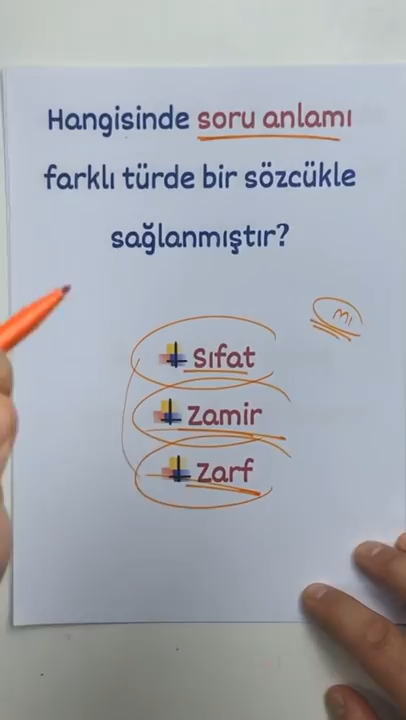 Hangisinde soru anlamı
farklı türde bir sözcükle
sağlanmıştır?
mı
Sıfat
Zamir
Zarf